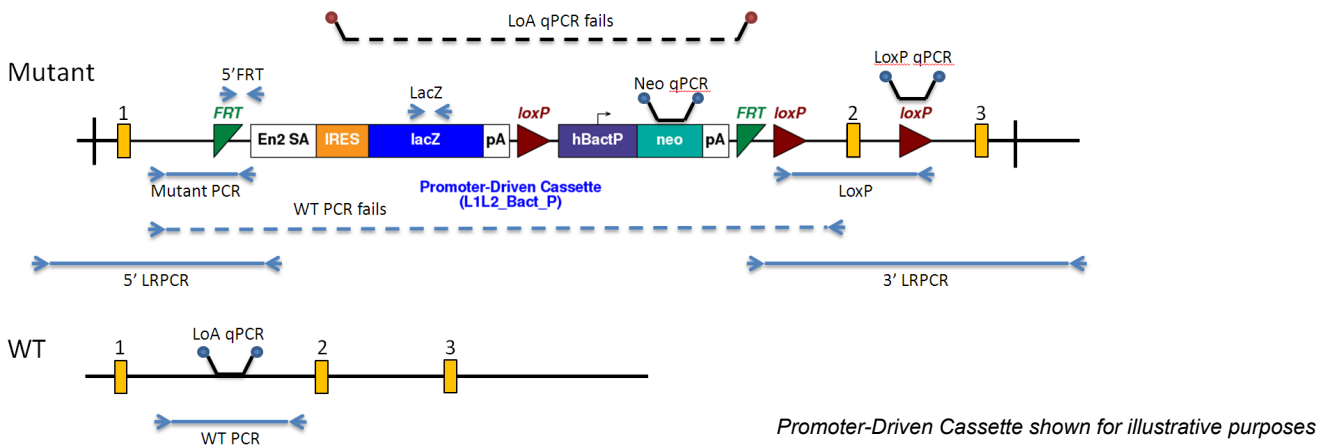 LoA qPCR fails
Mutant
5'FRT
LacZ
Neo qPCR
LoxP qPCR
1
FRT
loxP
FRT
loxP
2
loxP
3
En2 SA
IRES
lacZ
pA
hBactP
neo
pA
Mutant PCR
Promoter-Driven Cassette
(L1L2_Bact_P)
LoxP
WT PCR fails
5' LRPCR
3' LRPCR
WT
1
LoA qPCR
2
3
WT PCR
Promoter-Driven Cassette shown for illustrative purposes